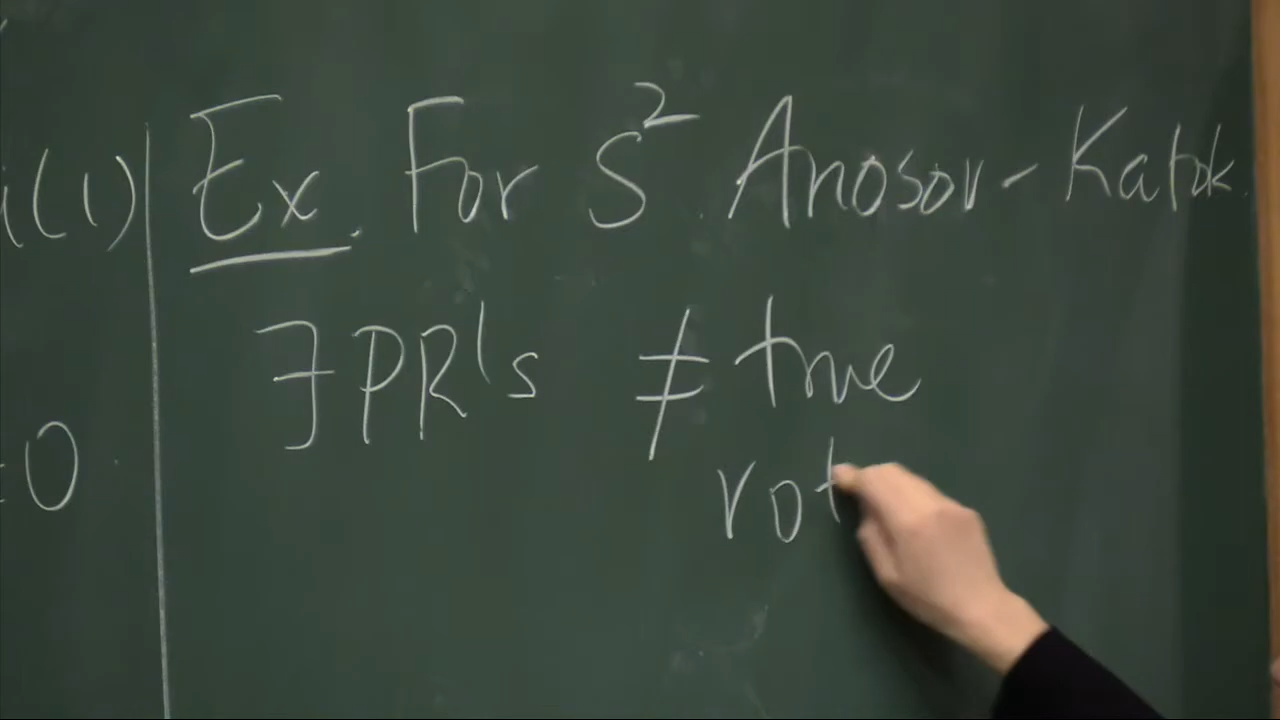 i(1)
Ex. For S² Anosov-Katok.
∃ PR's ≠ true
rot
=0